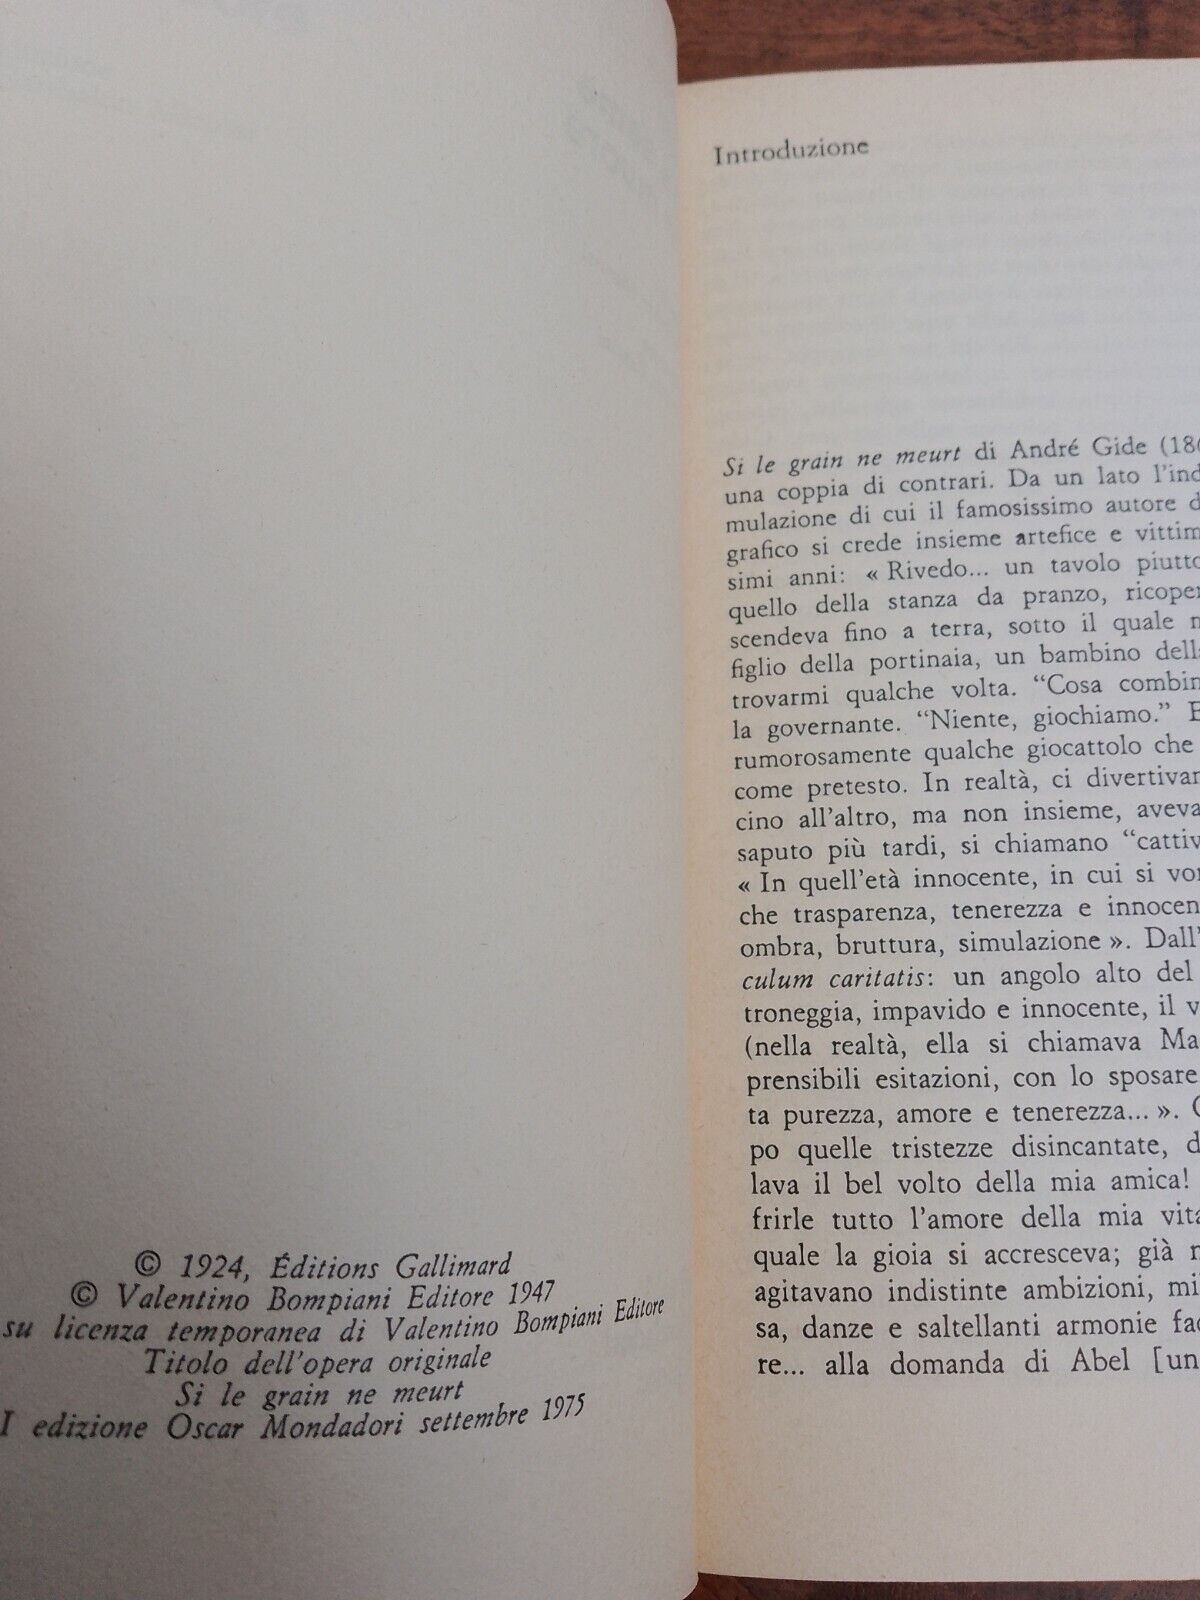 © 1924, Éditions Gallimard
© Valentino Bompiani Editore 1947
su licenza temporanea di Valentino Bompiani Editore
Titolo dell'opera originale
Si le grain ne meurt
I edizione Oscar Mondadori settembre 1975
Introduzione
Si le grain ne meurt di André Gide (186
una coppia di contrari. Da un lato l'ind
mulazione di cui il famosissimo autore d
grafico si crede insieme artefice e vittim
simi anni: « Rivedo... un tavolo piutto
quello della stanza da pranzo, ricoper
scendeva fino a terra, sotto il quale m
figlio della portinaia, un bambino della
trovarmi qualche volta. “Cosa combin
la governante. “Niente, giochiamo.” E
rumorosamente qualche giocattolo che
come pretesto. In realtà, ci divertivam
cino all'altro, ma non insieme, aveva
saputo più tardi, si chiamano “cattiv
« In quell'età innocente, in cui si vor
che trasparenza, tenerezza e innocen
ombra, bruttura, simulazione ». Dall'
culum caritatis: un angolo alto del
troneggia, impavido e innocente, il v
(nella realtà, ella si chiamava Ma
prensibili esitazioni, con lo sposare
ta purezza, amore e tenerezza... ». C
po quelle tristezze disincantate, d
lava il bel volto della mia amica!
frirle tutto l'amore della mia vita
quale la gioia si accresceva; già n
agitavano indistinte ambizioni, mi
sa, danze e saltellanti armonie fac
re... alla domanda di Abel [un